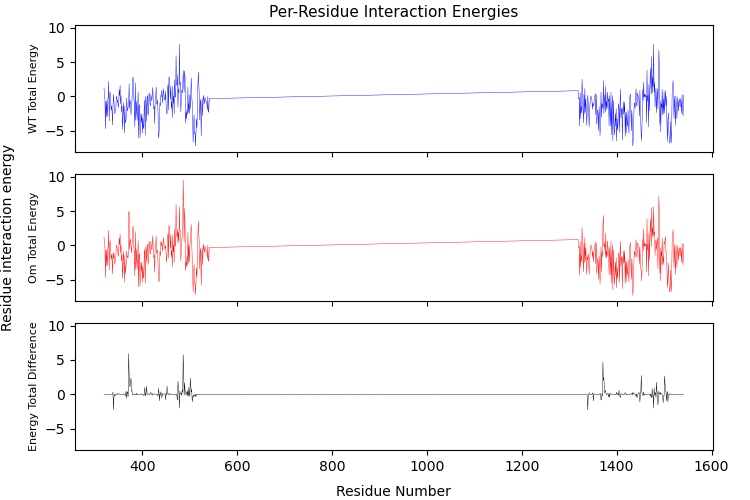 Per-Residue Interaction Energies
Residue interaction energy
WT Total Energy
10
5
0
−5
Om Total Energy
10
5
0
−5
Energy Total Difference
10
5
0
−5
400 600 800 1000 1200 1400 1600
Residue Number